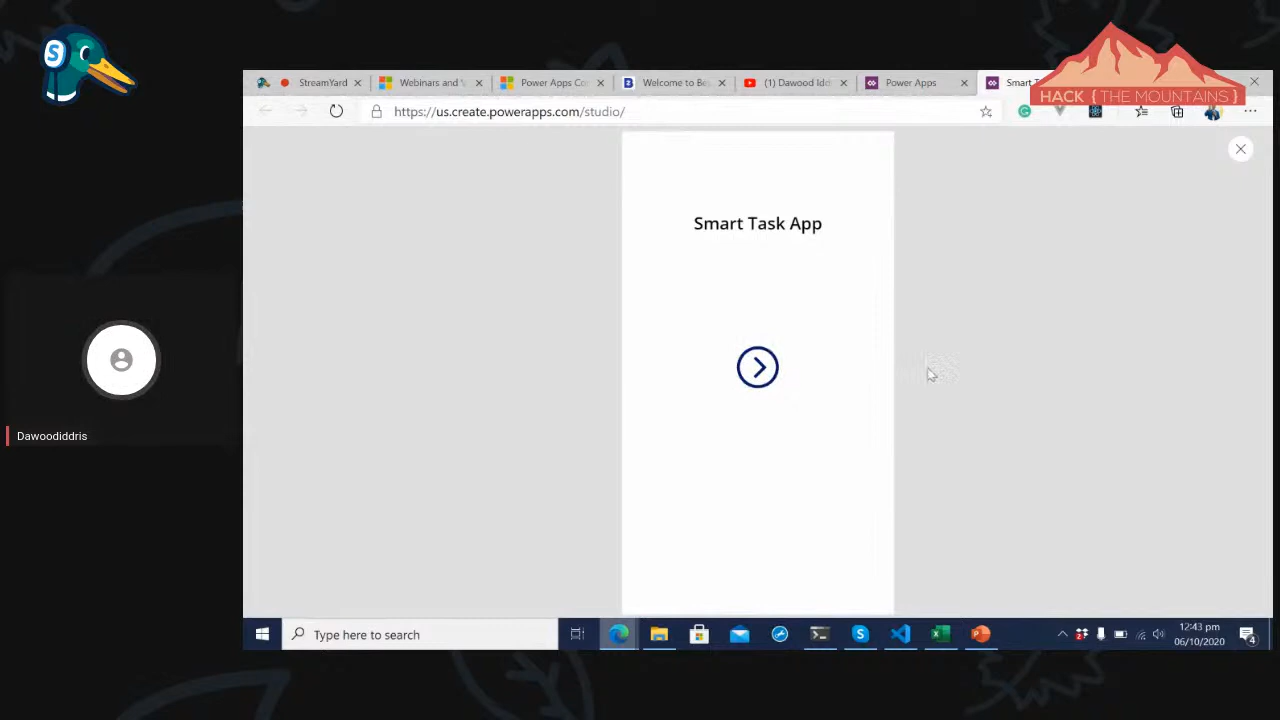 S
HACK {THE MOUNTAINS}
StreamYard
Webinars and
Power Apps Co
Welcome to Be
(1) Dawood Idd
Power Apps
Smart T
https://us.create.powerapps.com/studio/
Smart Task App
Dawoodiddris
Type here to search
12:43 pm
06/10/2020
4